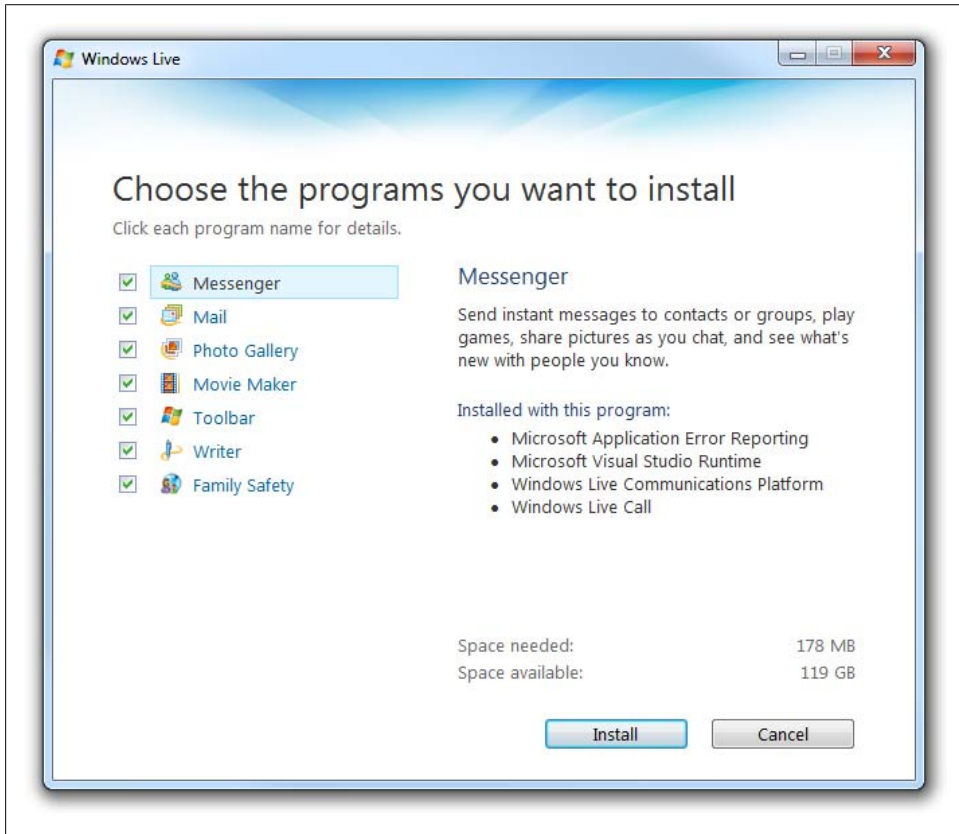 Windows Live
Choose the programs you want to install
Click each program name for details.
Messenger
Mail
Photo Gallery
Movie Maker
Toolbar
Writer
Family Safety
Messenger
Send instant messages to contacts or groups, play
games, share pictures as you chat, and see what's
new with people you know.
Installed with this program:
• Microsoft Application Error Reporting
• Microsoft Visual Studio Runtime
• Windows Live Communications Platform
• Windows Live Call
Space needed: 178 MB
Space available: 119 GB
Install Cancel